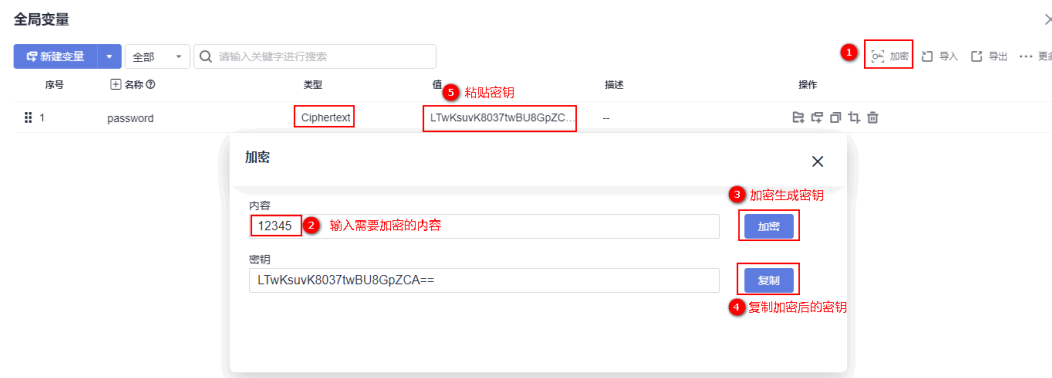 全局变量
新建变量 全部 请输入关键字进行搜索 1 加密 导入 导出 ··· 更多
序号 名称 类型 值 描述 操作
5 粘贴密钥
1 password Ciphertext LTwKsuvK8037twBU8GpZC... --
加密
3 加密生成密钥
内容
12345 2 输入需要加密的内容 加密
密钥
LTwKsuvK8037twBU8GpZCA== 复制
4 复制加密后的密钥